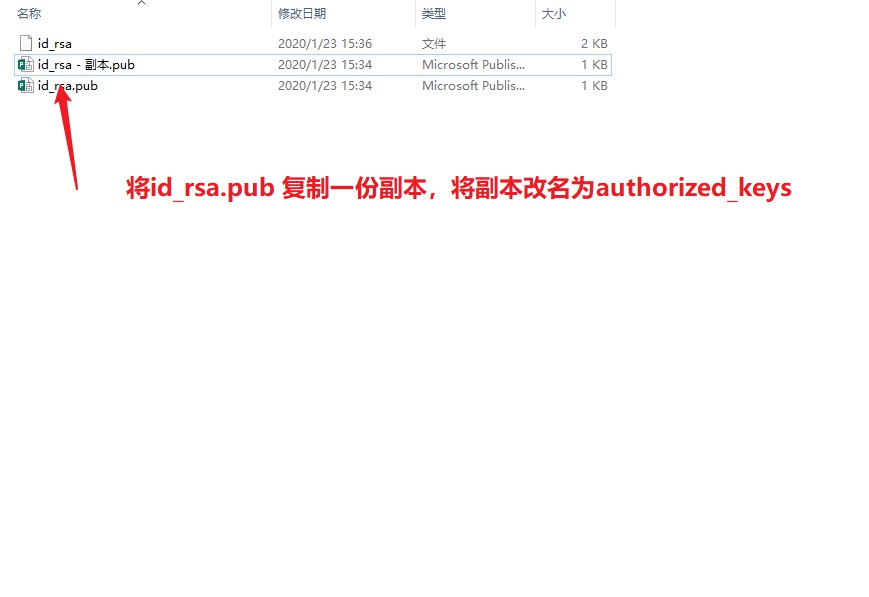 名称 修改日期 类型 大小
id_rsa 2020/1/23 15:36 文件 2 KB
id_rsa - 副本.pub 2020/1/23 15:34 Microsoft Publis... 1 KB
id_rsa.pub 2020/1/23 15:34 Microsoft Publis... 1 KB
将id_rsa.pub 复制一份副本，将副本改名为authorized_keys